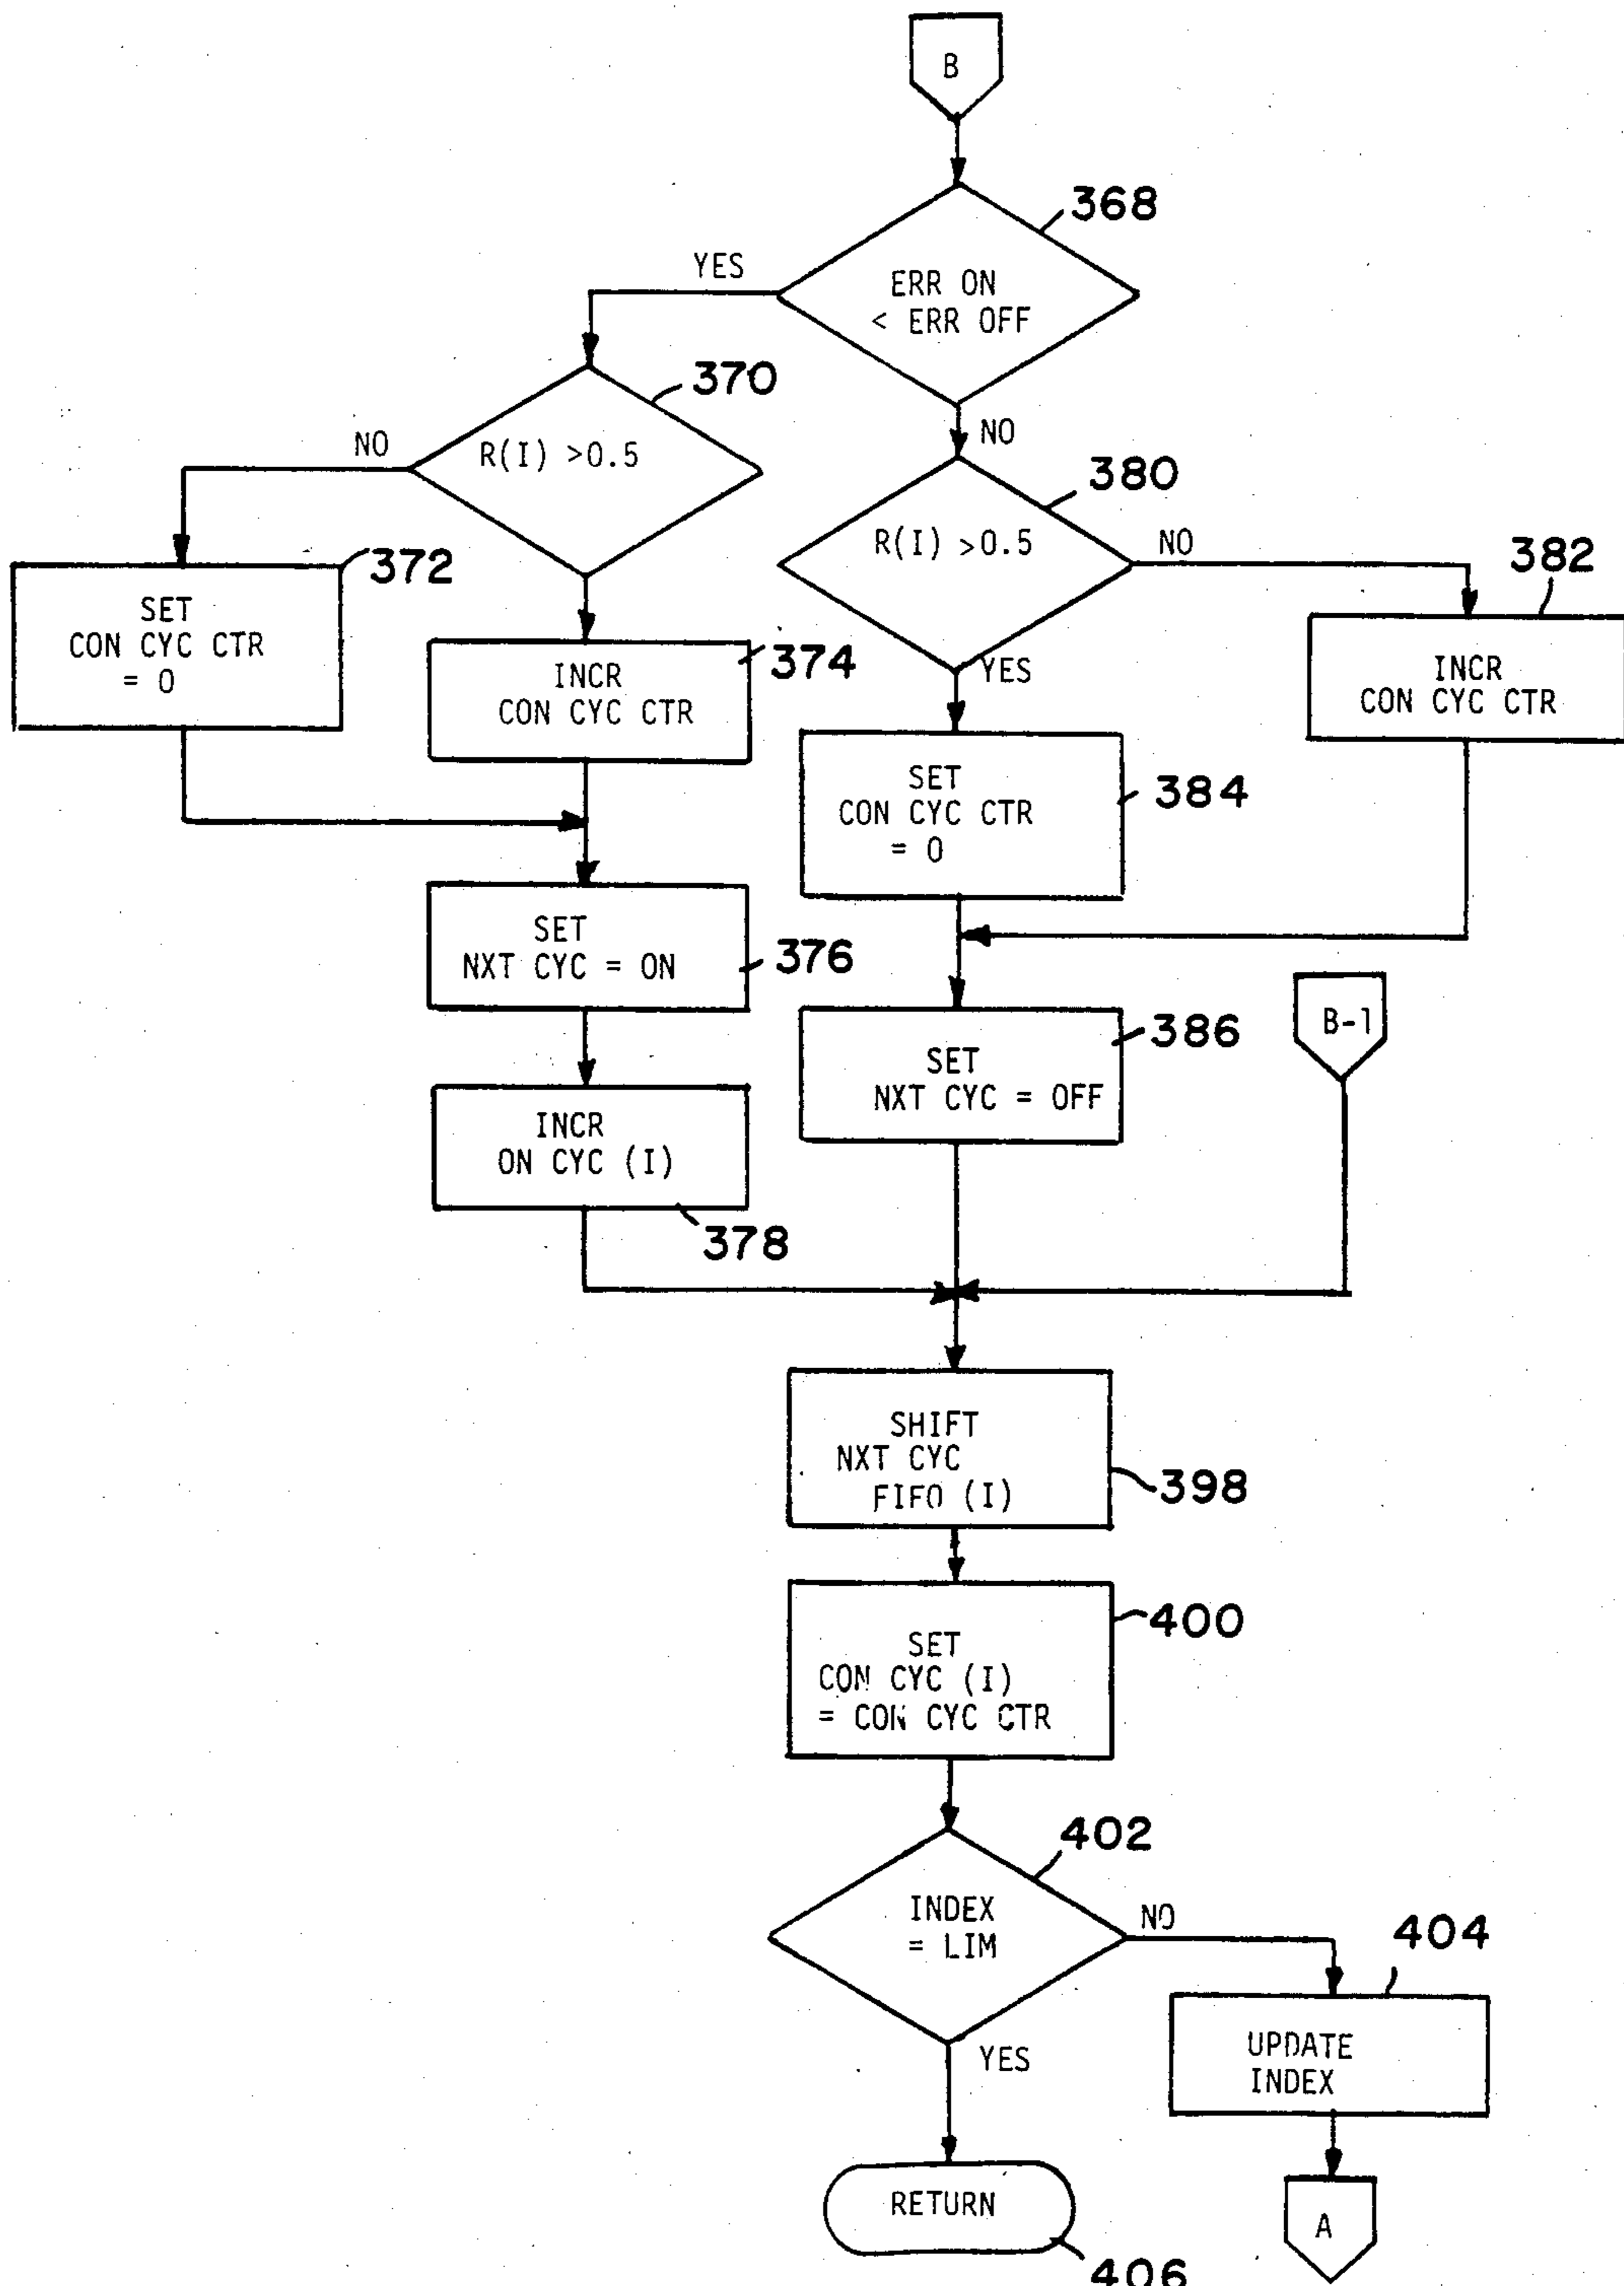 B
368
YES
ERR ON
< ERR OFF
370
NO
NO
R(I) >0.5
380
R(I) >0.5
NO
382
372
SET
CON CYC CTR
= 0
374
INCR
CON CYC CTR
YES
INCR
CON CYC CTR
SET
CON CYC CTR
= 0
384
SET
NXT CYC = ON
376
B-1
386
SET
NXT CYC = OFF
INCR
ON CYC (I)
378
SHIFT
NXT CYC
FIFO (I)
398
400
SET
CON CYC (I)
= CON CYC CTR
402
INDEX
= LIM
NO
404
YES
UPDATE
INDEX
RETURN
A
406